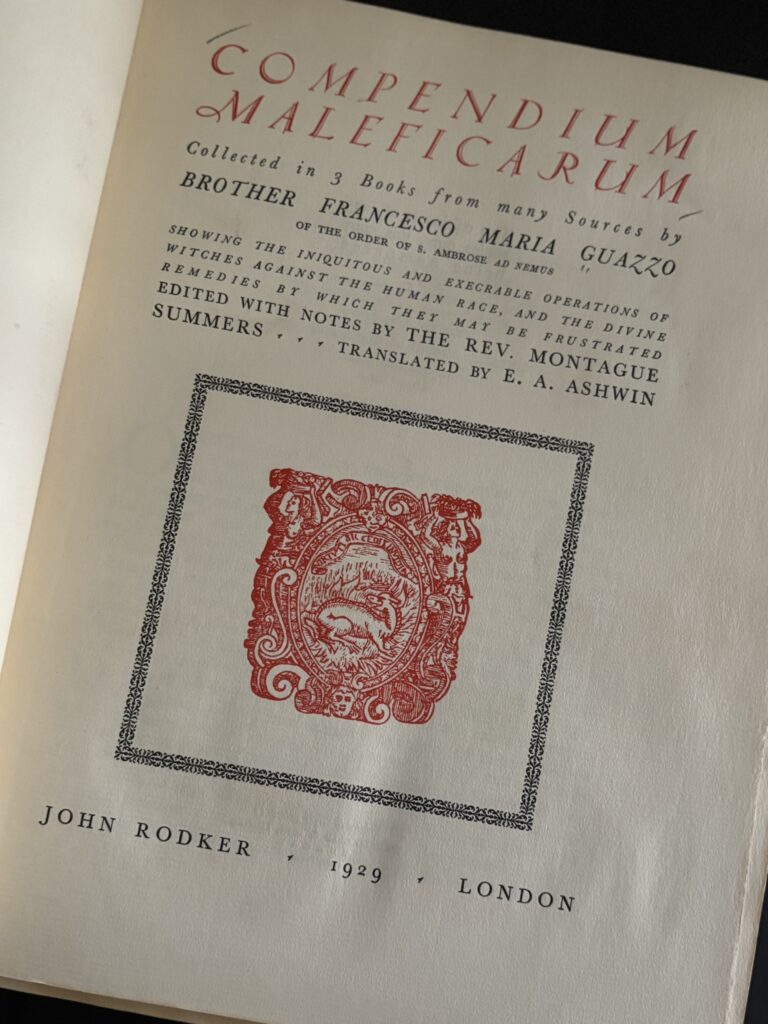 COMPENDIUM
MALEFICARUM
Collected in 3 Books from many Sources by
BROTHER FRANCESCO MARIA GUAZZO
OF THE ORDER OF S. AMBROSE AD NEMUS
SHOWING THE INIQUITOUS AND EXECRABLE OPERATIONS OF
WITCHES AGAINST THE HUMAN RACE, AND THE DIVINE
REMEDIES BY WHICH THEY MAY BE FRUSTRATED
EDITED WITH NOTES BY THE REV. MONTAGUE
SUMMERS , , , TRANSLATED BY E. A. ASHWIN
JOHN RODKER , 1929 , LONDON